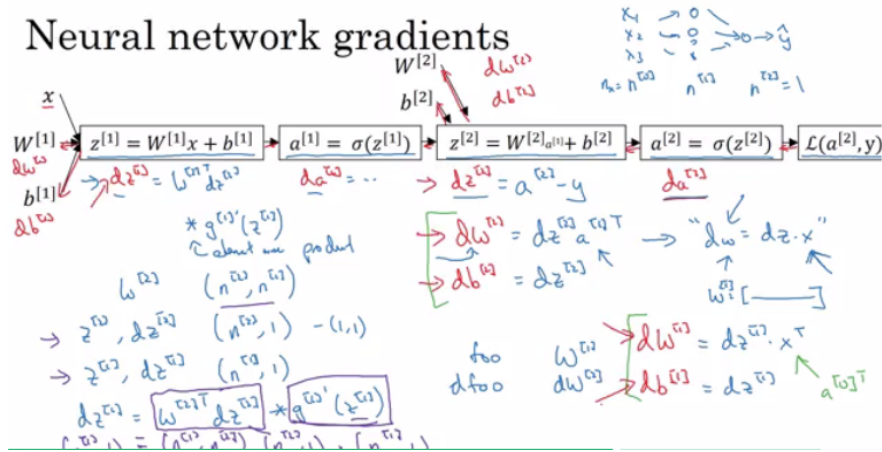 Neural network gradients
x₁
x₂
x₃
ŷ
nₓ = n^[0] n^[1] n^[2] = 1
W^[2] dW^[2]
b^[2] db^[2]
x
W^[1] z^[1] = W^[1]x + b^[1] a^[1] = σ(z^[1]) z^[2] = W^[2]a^[1] + b^[2] a^[2] = σ(z^[2]) ℒ(a^[2], y)
dW^[1]
b^[1]
db^[1]
→ dz^[1] = W^[2]T dz^[2] da^[1] = ·· → dz^[2] = a^[2] - y da^[2]
* g^[1]'(z^[1])
product
→ dW^[2] = dz^[2] a^[1]T → "dw = dz · x"
→ db^[2] = dz^[2]
W^[2] (n^[2], n^[1])
→ z^[2], dz^[2] (n^[2], 1) - (1,1)
→ z^[1], dz^[1] (n^[1], 1)
foo W^[1] dW^[1] = dz^[1] · x^T
dfoo dW^[1] db^[1] = dz^[1] a^[0]T
dz^[1] = W^[2]T dz^[2] * g^[1]'(z^[1])